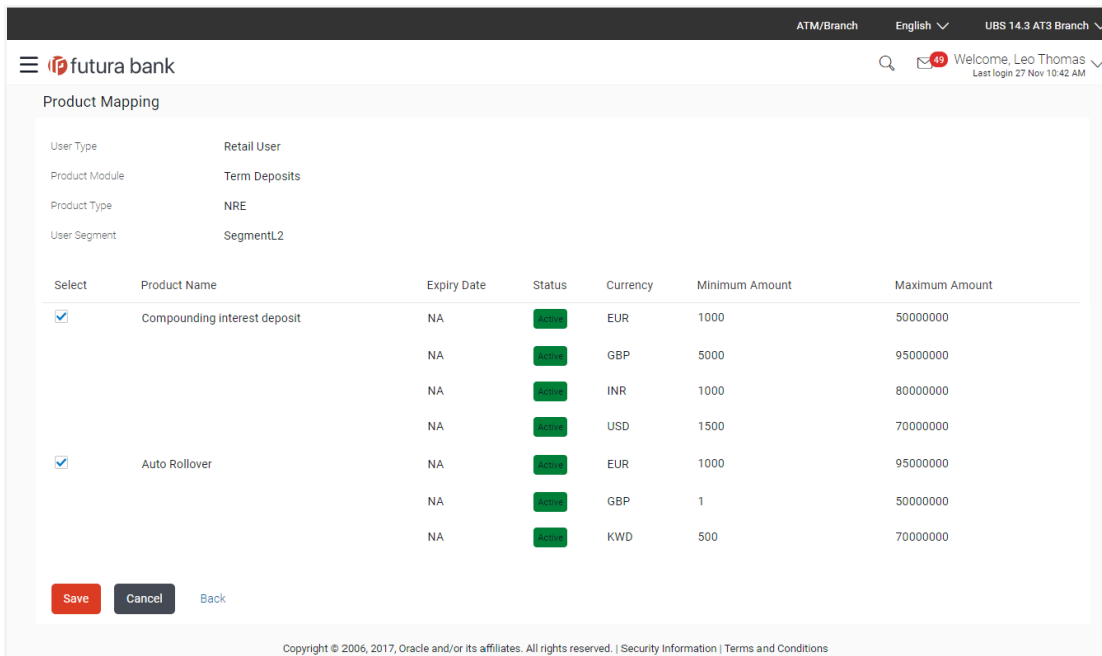 ATM/Branch English UBS 14.3 AT3 Branch
futura bank 49 Welcome, Leo Thomas
Last login 27 Nov 10:42 AM
Product Mapping
User Type Retail User
Product Module Term Deposits
Product Type NRE
User Segment SegmentL2
Select Product Name Expiry Date Status Currency Minimum Amount Maximum Amount
Compounding interest deposit NA Active EUR 1000 50000000
NA Active GBP 5000 95000000
NA Active INR 1000 80000000
NA Active USD 1500 70000000
Auto Rollover NA Active EUR 1000 95000000
NA Active GBP 1 50000000
NA Active KWD 500 70000000
Save Cancel Back
Copyright © 2006, 2017, Oracle and/or its affiliates. All rights reserved. | Security Information | Terms and Conditions